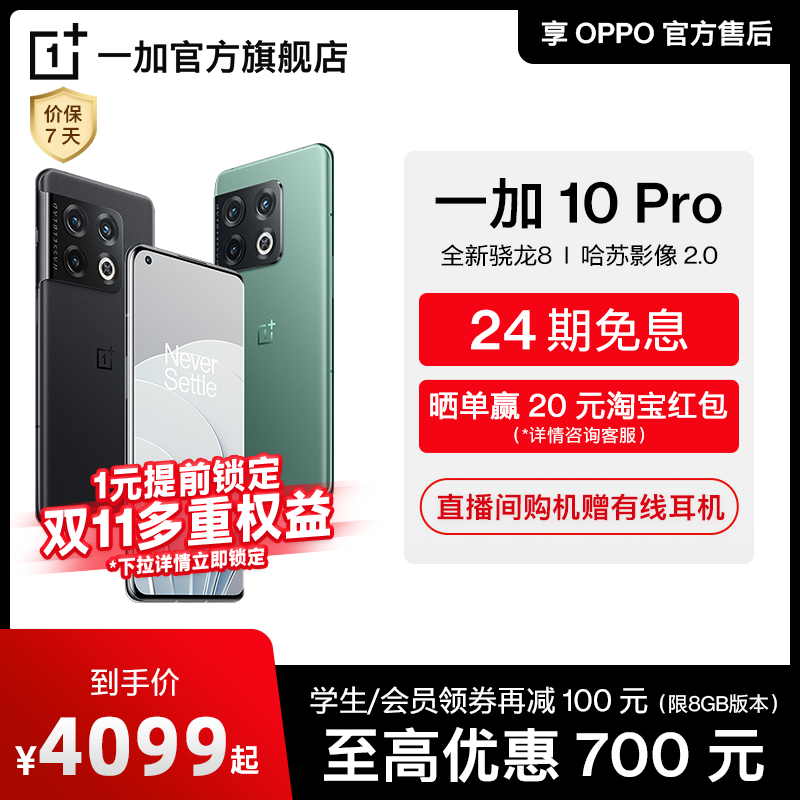 享 OPPO 官方售后
1+ 一加官方旗舰店
价保
7 天
HASSELBLAD
Never
Settle
一加 10 Pro
全新骁龙8 | 哈苏影像 2.0
24 期免息
晒单赢 20 元淘宝红包
(*详情咨询客服)
直播间购机赠有线耳机
1元提前锁定
双11多重权益
*下拉详情立即锁定
到手价
¥4099起
学生/会员领券再减 100 元 (限8GB版本)
至高优惠 700 元